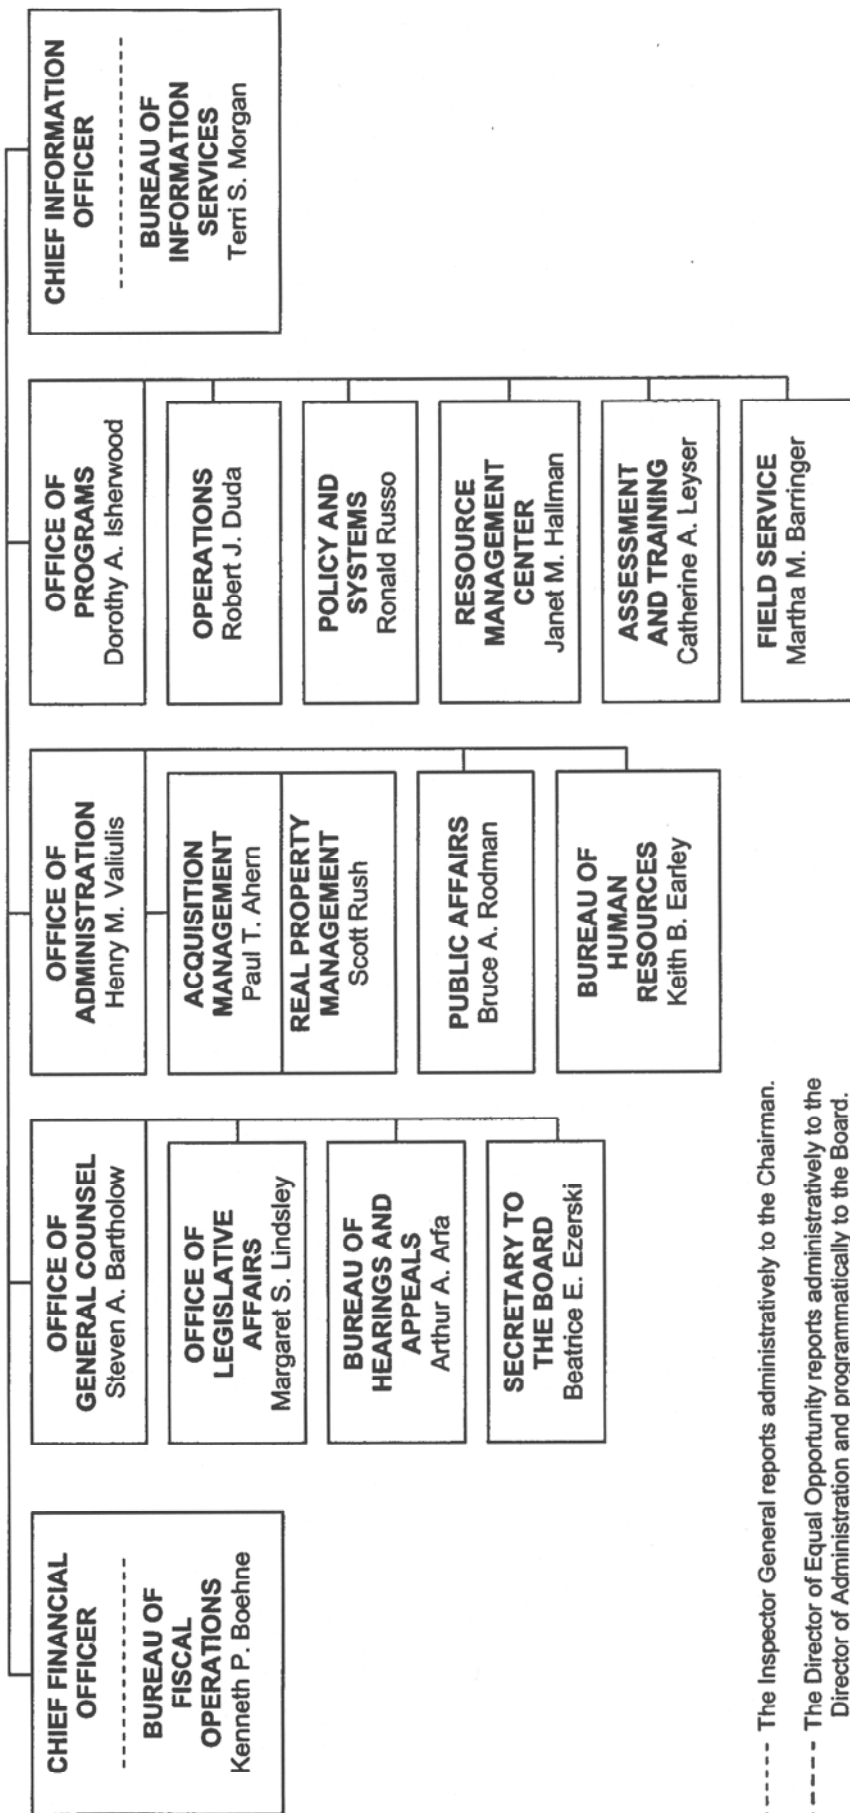 CHIEF FINANCIAL
OFFICER
BUREAU OF
FISCAL
OPERATIONS
Kenneth P. Boehne
OFFICE OF
GENERAL COUNSEL
Steven A. Bartholow
OFFICE OF
LEGISLATIVE
AFFAIRS
Margaret S. Lindsley
BUREAU OF
HEARINGS AND
APPEALS
Arthur A. Arfa
SECRETARY TO
THE BOARD
Beatrice E. Ezerski
OFFICE OF
ADMINISTRATION
Henry M. Valiulis
ACQUISITION
MANAGEMENT
Paul T. Ahern
REAL PROPERTY
MANAGEMENT
Scott Rush
PUBLIC AFFAIRS
Bruce A. Rodman
BUREAU OF
HUMAN
RESOURCES
Keith B. Earley
OFFICE OF
PROGRAMS
Dorothy A. Isherwood
OPERATIONS
Robert J. Duda
POLICY AND
SYSTEMS
Ronald Russo
RESOURCE
MANAGEMENT
CENTER
Janet M. Hallman
ASSESSMENT
AND TRAINING
Catherine A. Leyser
FIELD SERVICE
Martha M. Barringer
CHIEF INFORMATION
OFFICER
BUREAU OF
INFORMATION
SERVICES
Terri S. Morgan
The Inspector General reports administratively to the Chairman.
The Director of Equal Opportunity reports administratively to the
Director of Administration and programmatically to the Board.